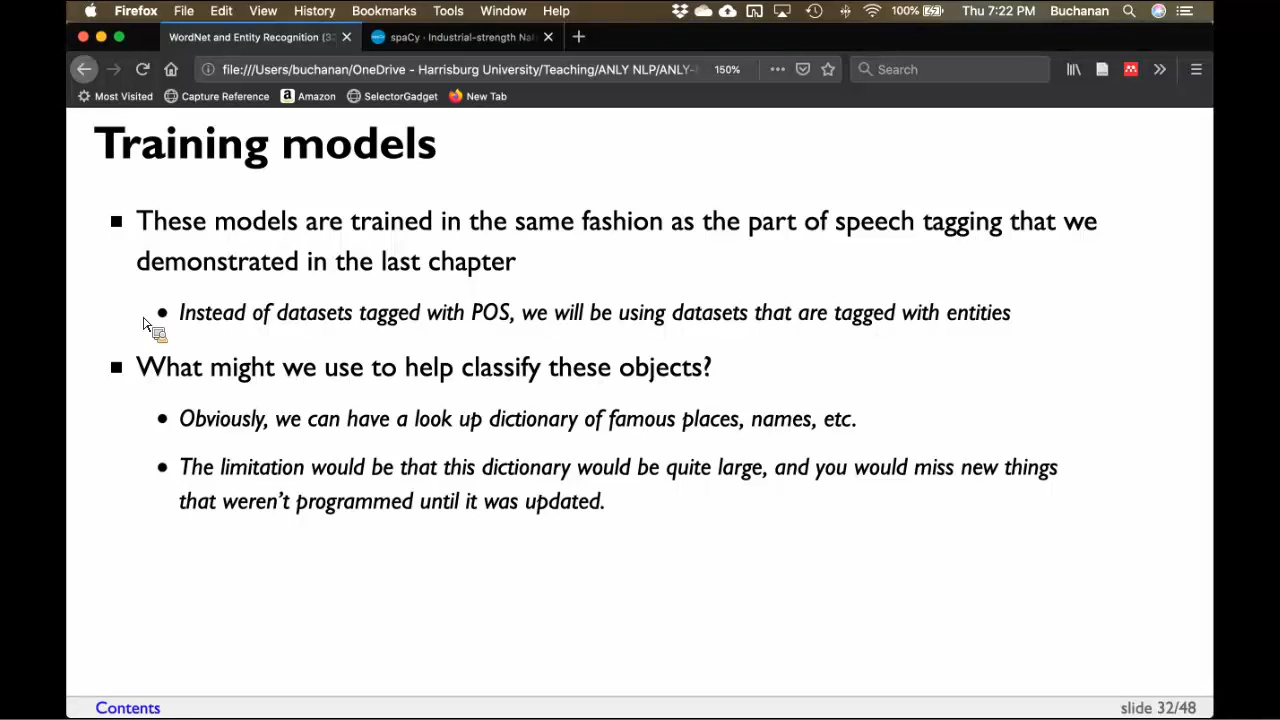 Firefox File Edit View History Bookmarks Tools Window Help 100% Thu 7:22 PM Buchanan
WordNet and Entity Recognition (32 spaCy · Industrial-strength Na
file:///Users/buchanan/OneDrive - Harrisburg University/Teaching/ANLY NLP/ANLY- 150% Search
Most Visited Capture Reference Amazon SelectorGadget New Tab
Training models
These models are trained in the same fashion as the part of speech tagging that we
demonstrated in the last chapter
Instead of datasets tagged with POS, we will be using datasets that are tagged with entities
What might we use to help classify these objects?
Obviously, we can have a look up dictionary of famous places, names, etc.
The limitation would be that this dictionary would be quite large, and you would miss new things
that weren't programmed until it was updated.
Contents slide 32/48